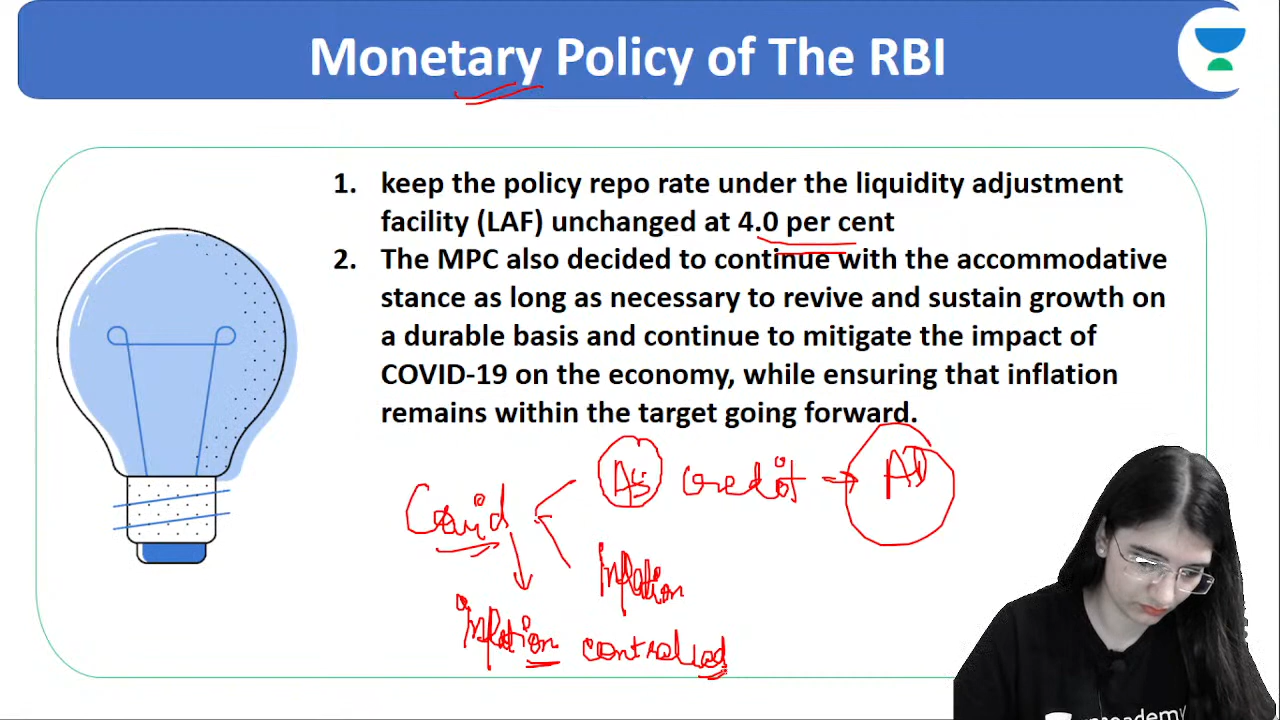 Monetary Policy of The RBI
1. keep the policy repo rate under the liquidity adjustment
facility (LAF) unchanged at 4.0 per cent
2. The MPC also decided to continue with the accommodative
stance as long as necessary to revive and sustain growth on
a durable basis and continue to mitigate the impact of
COVID-19 on the economy, while ensuring that inflation
remains within the target going forward.
AS credit → AD
Covid
Inflation
Inflation controlled